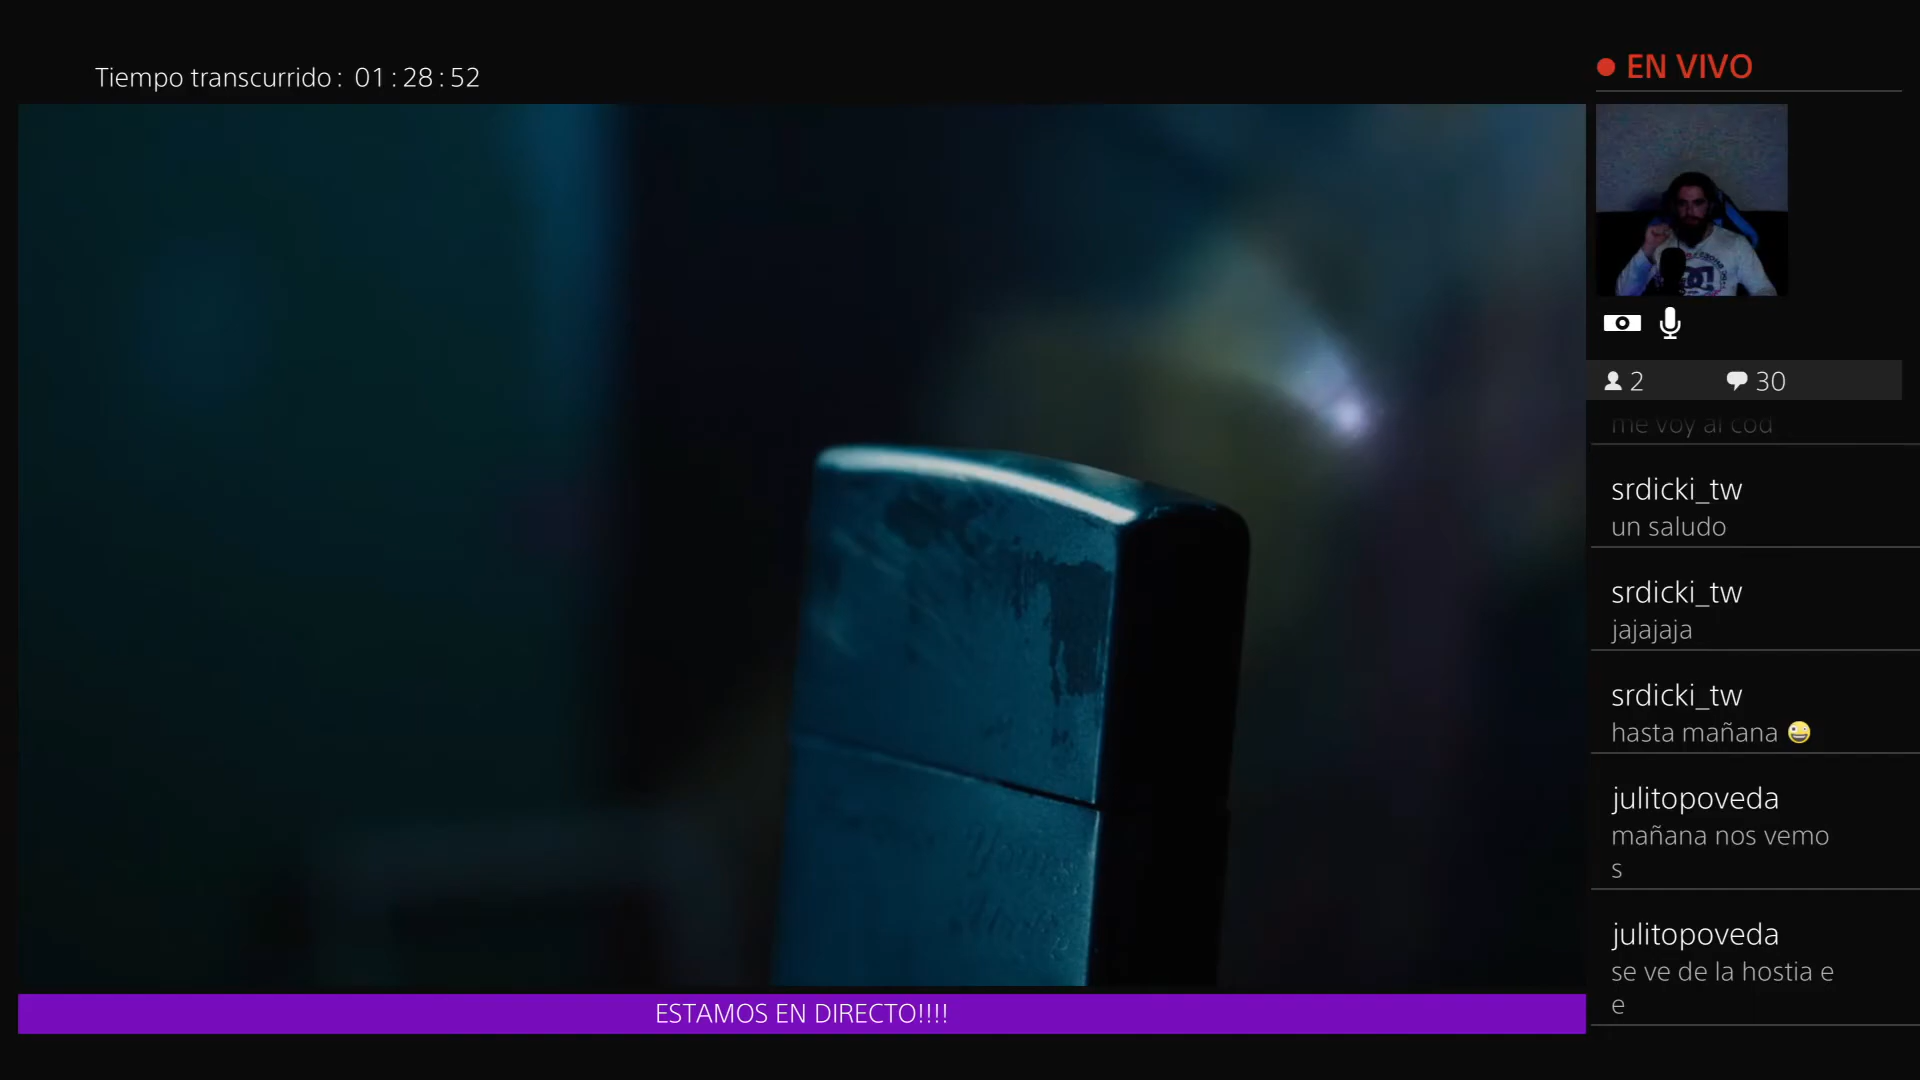 Tiempo transcurrido: 01:28:52
EN VIVO
2 30
me voy al cod
srdicki_tw
un saludo
srdicki_tw
jajajaja
srdicki_tw
hasta mañana 😜
julitopoveda
mañana nos vemo
s
julitopoveda
se ve de la hostia e
e
ESTAMOS EN DIRECTO!!!!